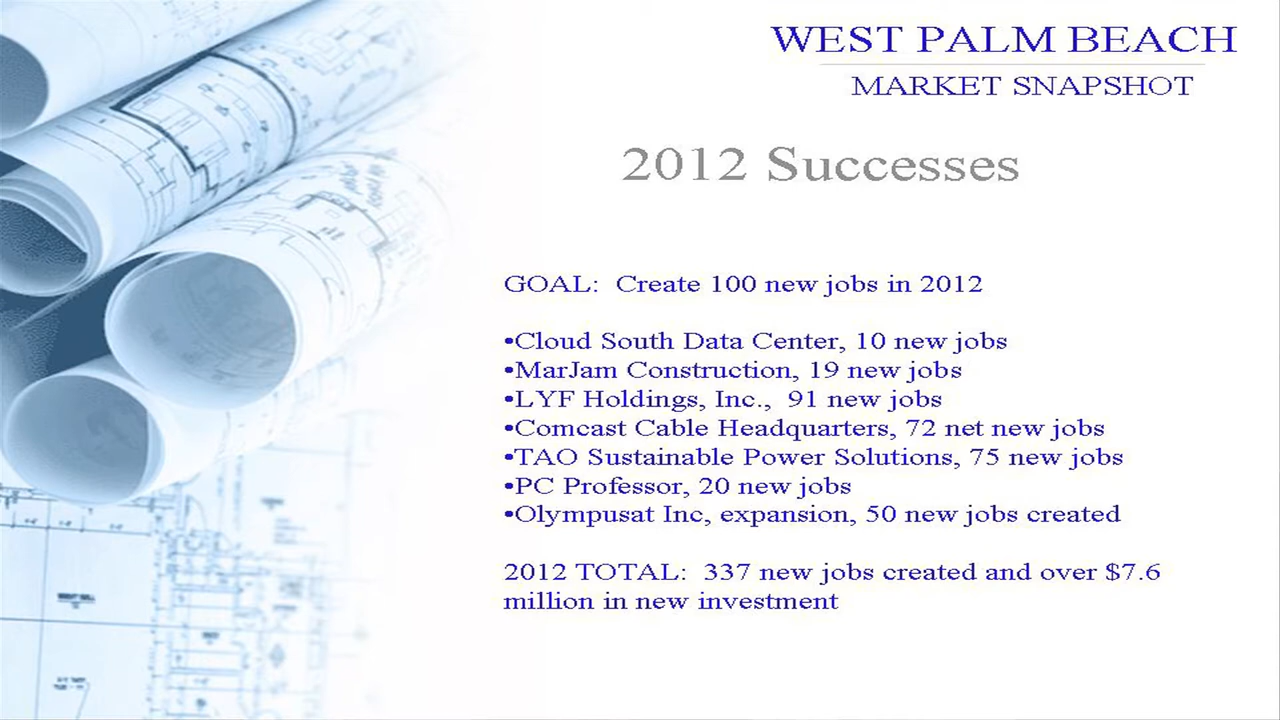 WEST PALM BEACH
MARKET SNAPSHOT
2012 Successes
GOAL:  Create 100 new jobs in 2012
•Cloud South Data Center, 10 new jobs
•MarJam Construction, 19 new jobs
•LYF Holdings, Inc.,  91 new jobs
•Comcast Cable Headquarters, 72 net new jobs
•TAO Sustainable Power Solutions, 75 new jobs
•PC Professor, 20 new jobs
•Olympusat Inc, expansion, 50 new jobs created
2012 TOTAL:  337 new jobs created and over $7.6
million in new investment